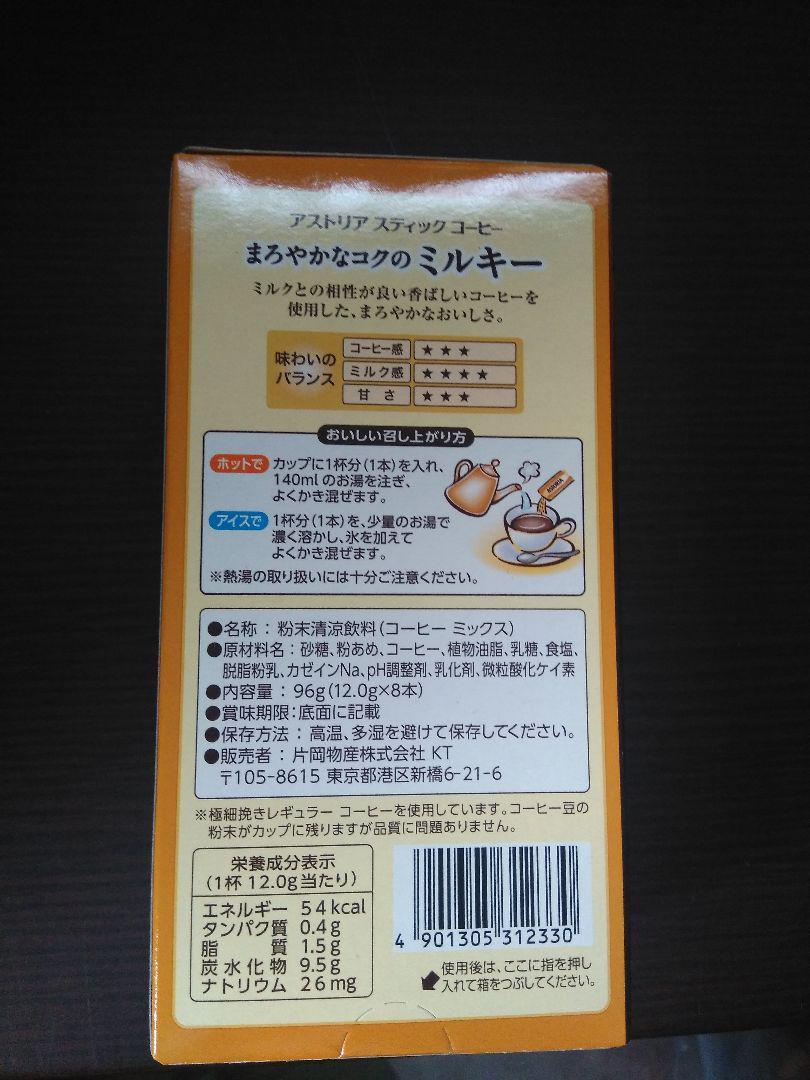 アストリア スティック コーヒー
まろやかなコクのミルキー
ミルクとの相性が良い香ばしいコーヒーを
使用した、まろやかなおいしさ。
味わいの
バランス
コーヒー感 ★★★
ミルク感 ★★★★
甘さ ★★★
おいしい召し上がり方
ホットで カップに1杯分(1本)を入れ、
140mlのお湯を注ぎ、
よくかき混ぜます。
アイスで 1杯分(1本)を、少量のお湯で
濃く溶かし、氷を加えて
よくかき混ぜます。
※熱湯の取り扱いには十分ご注意ください。
●名称：粉末清涼飲料(コーヒー ミックス)
●原材料名：砂糖、粉あめ、コーヒー、植物油脂、乳糖、食塩、
脱脂粉乳、カゼインNa、pH調整剤、乳化剤、微粒酸化ケイ素
●内容量：96g(12.0g×8本)
●賞味期限：底面に記載
●保存方法：高温、多湿を避けて保存してください。
●販売者：片岡物産株式会社 KT
〒105-8615 東京都港区新橋6-21-6
※極細挽きレギュラー コーヒーを使用しています。コーヒー豆の
粉末がカップに残りますが品質に問題ありません。
栄養成分表示
(1杯 12.0g当たり)
エネルギー 54kcal
タンパク質 0.4g
脂質 1.5g
炭水化物 9.5g
ナトリウム 26mg
4 901305 312330
使用後は、ここに指を押し
入れて箱をつぶしてください。